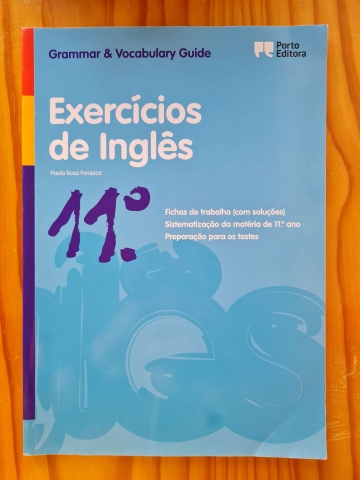 Grammar & Vocabulary Guide
Porto
Editora
Exercícios
de Inglês
Paula Rosa Fonseca
11.º
Fichas de trabalho (com soluções)
Sistematização da matéria de 11.º ano
Preparação para os testes